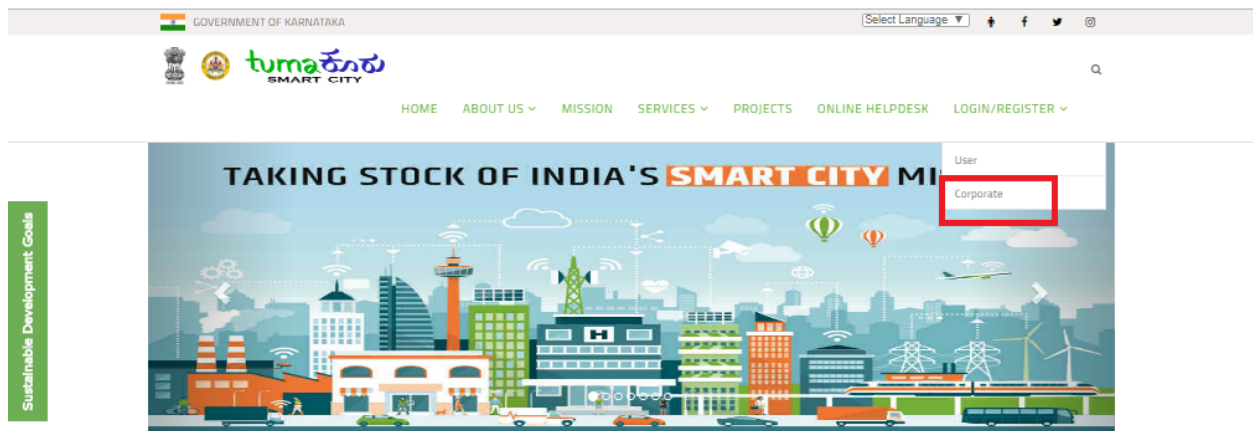 GOVERNMENT OF KARNATAKA
Select Language ▼
tumaಕೂರು
SMART CITY
HOME ABOUT US MISSION SERVICES PROJECTS ONLINE HELPDESK LOGIN/REGISTER
User
Corporate
TAKING STOCK OF INDIA'S SMART CITY MI
H
Sustainable Development Goals